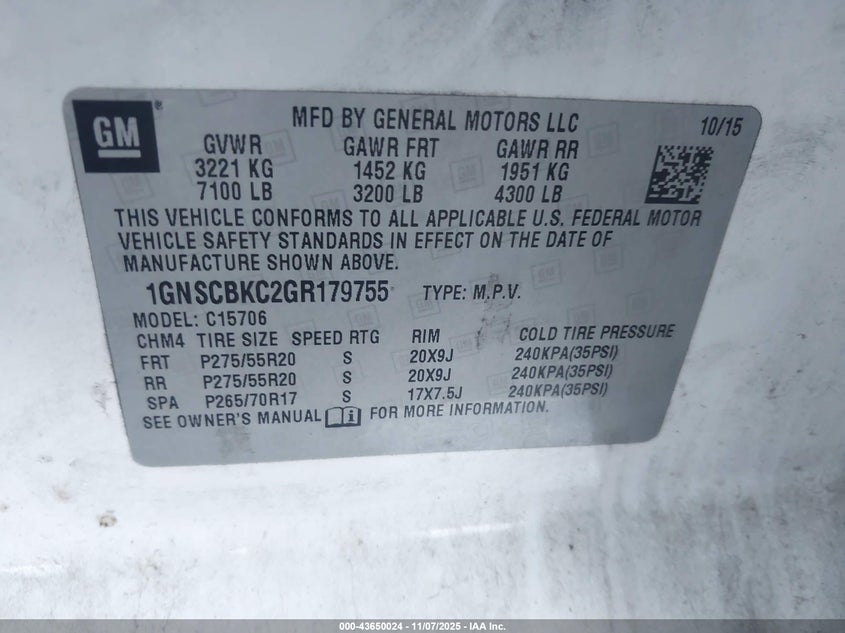 GM®
MFD BY GENERAL MOTORS LLC 10/15
GVWR GAWR FRT GAWR RR
3221 KG 1452 KG 1951 KG
7100 LB 3200 LB 4300 LB
THIS VEHICLE CONFORMS TO ALL APPLICABLE U.S. FEDERAL MOTOR
VEHICLE SAFETY STANDARDS IN EFFECT ON THE DATE OF
MANUFACTURE SHOWN ABOVE.
1GNSCBKC2GR179755 TYPE: M.P.V.
MODEL: C15706
CHM4 TIRE SIZE SPEED RTG RIM COLD TIRE PRESSURE
FRT P275/55R20 S 20X9J 240KPA(35PSI)
RR P275/55R20 S 20X9J 240KPA(35PSI)
SPA P265/70R17 S 17X7.5J 240KPA(35PSI)
SEE OWNER'S MANUAL i FOR MORE INFORMATION.
000-43650024 — 11/07/2025 — IAA Inc.